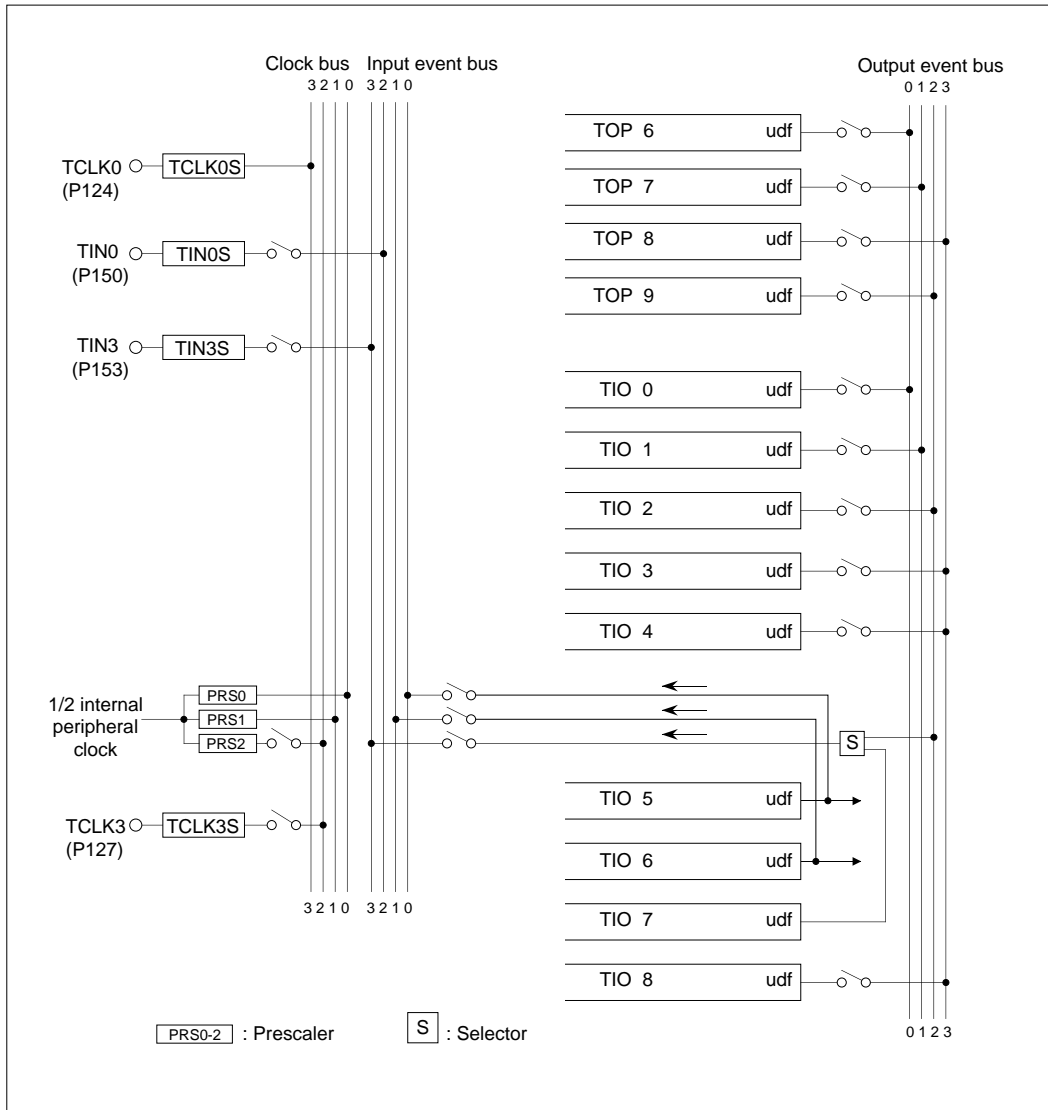 Clock bus Input event bus
3 2 1 0 3 2 1 0
Output event bus
0 1 2 3
TOP 6 udf
TCLK0
(P124)
TCLK0S
TOP 7 udf
TIN0
(P150)
TIN0S
TOP 8 udf
TOP 9 udf
TIN3
(P153)
TIN3S
TIO 0 udf
TIO 1 udf
TIO 2 udf
TIO 3 udf
TIO 4 udf
1/2 internal
peripheral
clock
PRS0
PRS1
PRS2
S
TIO 5 udf
TCLK3
(P127)
TCLK3S
TIO 6 udf
3 2 1 0 3 2 1 0
TIO 7 udf
TIO 8 udf
PRS0-2 : Prescaler
S : Selector
0 1 2 3